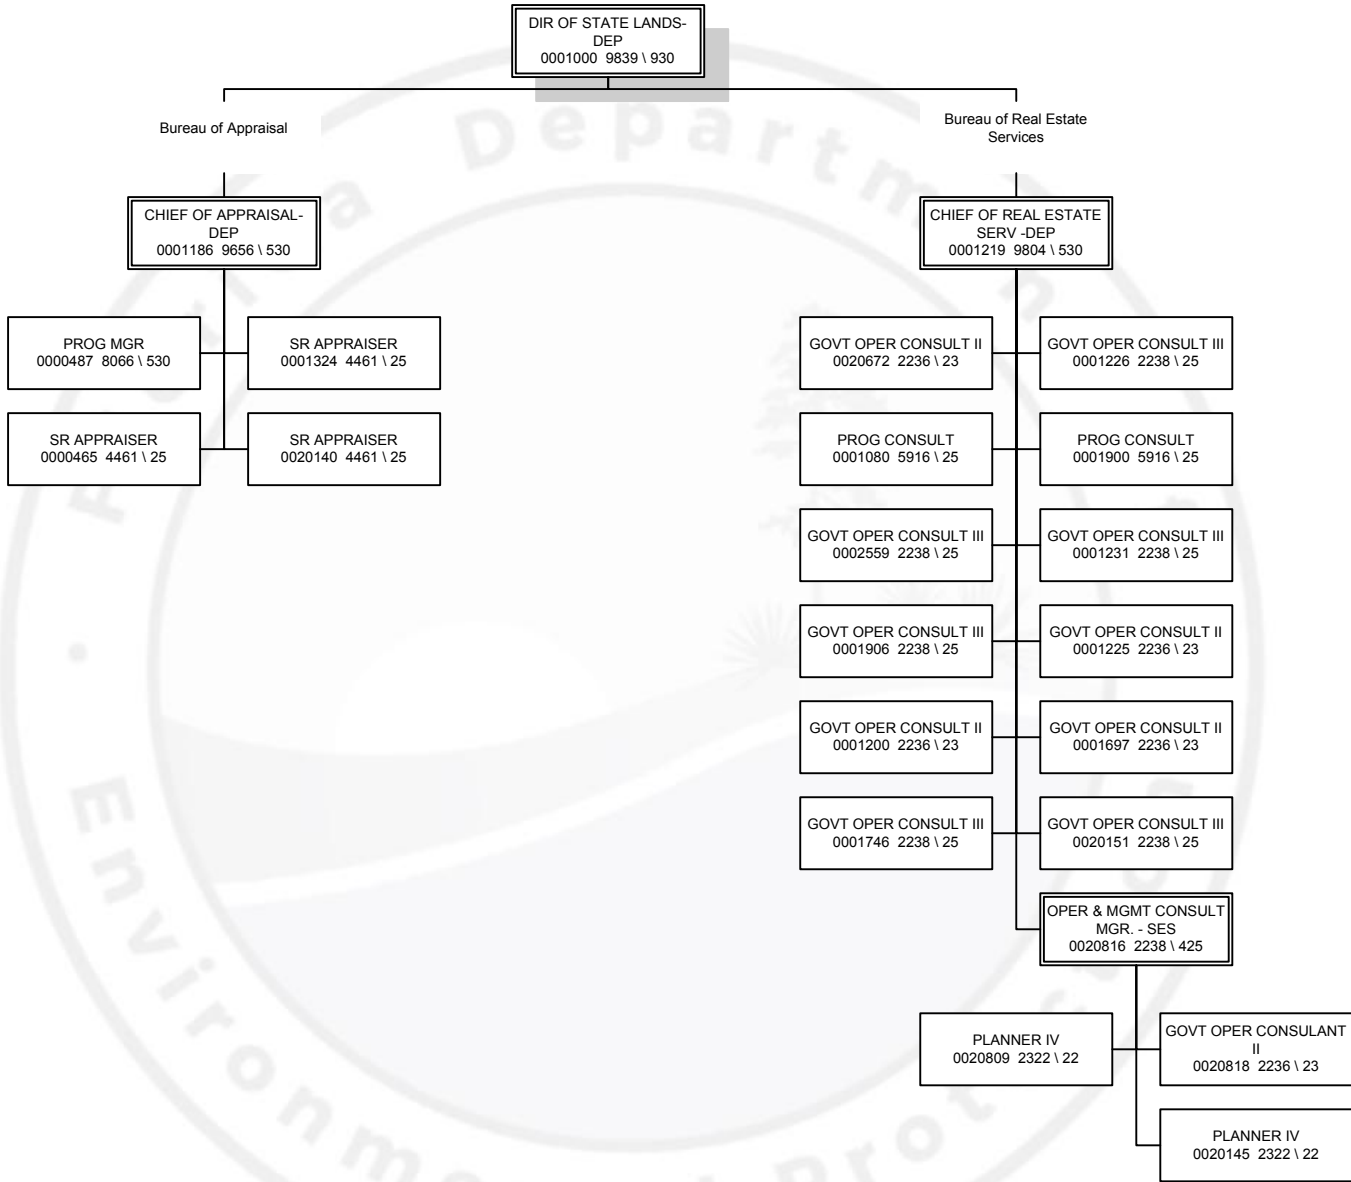 DIR OF STATE LANDS-
DEP
0001000 9839 \ 930
Bureau of Appraisal
Bureau of Real Estate
Services
CHIEF OF APPRAISAL-
DEP
0001186 9656 \ 530
CHIEF OF REAL ESTATE
SERV -DEP
0001219 9804 \ 530
PROG MGR
0000487 8066 \ 530
SR APPRAISER
0001324 4461 \ 25
SR APPRAISER
0000465 4461 \ 25
SR APPRAISER
0020140 4461 \ 25
GOVT OPER CONSULT II
0020672 2236 \ 23
GOVT OPER CONSULT III
0001226 2238 \ 25
PROG CONSULT
0001080 5916 \ 25
PROG CONSULT
0001900 5916 \ 25
GOVT OPER CONSULT III
0002559 2238 \ 25
GOVT OPER CONSULT III
0001231 2238 \ 25
GOVT OPER CONSULT III
0001906 2238 \ 25
GOVT OPER CONSULT II
0001225 2236 \ 23
GOVT OPER CONSULT II
0001200 2236 \ 23
GOVT OPER CONSULT II
0001697 2236 \ 23
GOVT OPER CONSULT III
0001746 2238 \ 25
GOVT OPER CONSULT III
0020151 2238 \ 25
OPER & MGMT CONSULT
MGR. - SES
0020816 2238 \ 425
PLANNER IV
0020809 2322 \ 22
GOVT OPER CONSULANT
II
0020818 2236 \ 23
PLANNER IV
0020145 2322 \ 22